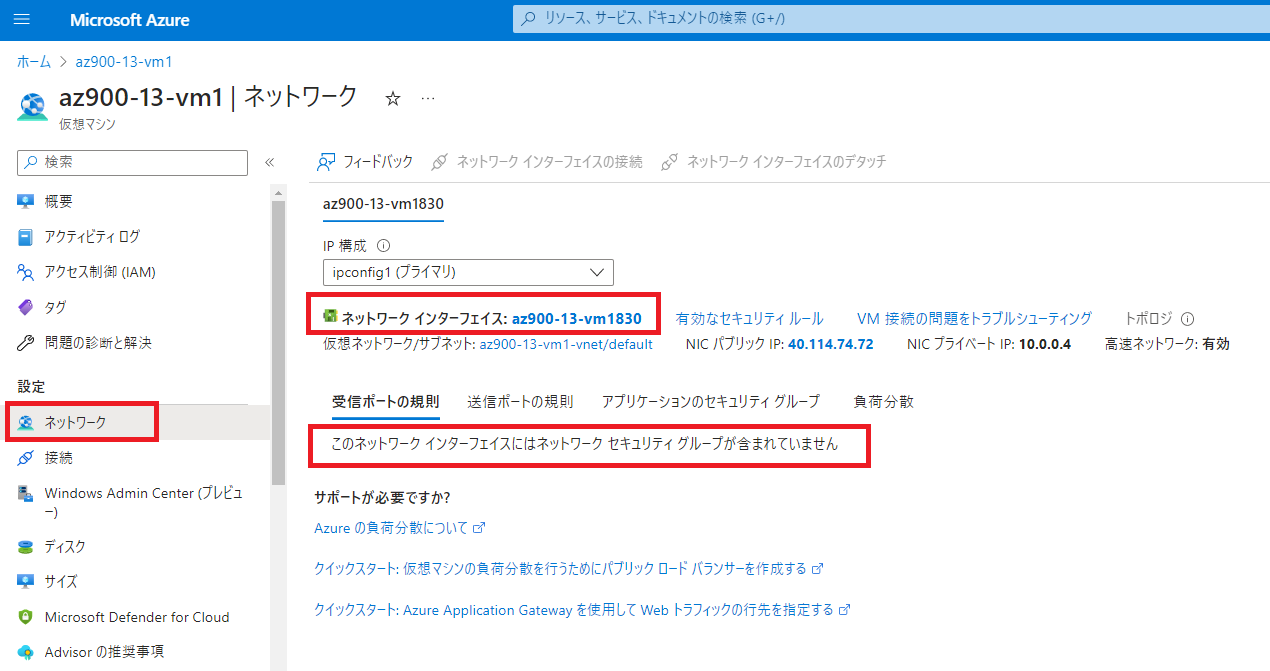 Microsoft Azure
リソース、サービス、ドキュメントの検索 (G+/)
ホーム > az900-13-vm1
az900-13-vm1 | ネットワーク ☆ …
仮想マシン
検索 «
フィードバック ネットワーク インターフェイスの接続 ネットワーク インターフェイスのデタッチ
概要
アクティビティ ログ
アクセス制御 (IAM)
タグ
問題の診断と解決
設定
ネットワーク
接続
Windows Admin Center (プレビュ
ー)
ディスク
サイズ
Microsoft Defender for Cloud
Advisor の推奨事項
az900-13-vm1830
IP 構成
ipconfig1 (プライマリ)
ネットワーク インターフェイス: az900-13-vm1830 有効なセキュリティ ルール VM 接続の問題をトラブルシューティング トポロジ
仮想ネットワーク/サブネット: az900-13-vm1-vnet/default NIC パブリック IP: 40.114.74.72 NIC プライベート IP: 10.0.0.4 高速ネットワーク: 有効
受信ポートの規則 送信ポートの規則 アプリケーションのセキュリティ グループ 負荷分散
このネットワーク インターフェイスにはネットワーク セキュリティ グループが含まれていません
サポートが必要ですか?
Azure の負荷分散について
クイックスタート: 仮想マシンの負荷分散を行うためにパブリック ロード バランサーを作成する
クイックスタート: Azure Application Gateway を使用して Web トラフィックの行先を指定する